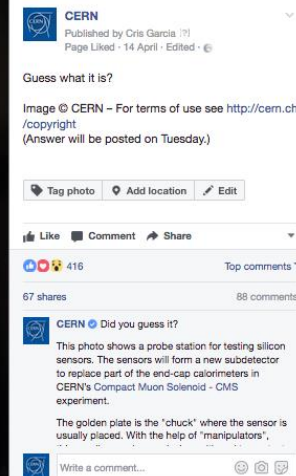 CERN
Published by Cris Garcia [?]
Page Liked · 14 April · Edited ·
Guess what it is?
Image © CERN – For terms of use see http://cern.ch
/copyright
(Answer will be posted on Tuesday.)
Tag photo Add location Edit
Like Comment Share
416 Top comments
67 shares 88 comments
CERN Did you guess it?
This photo shows a probe station for testing silicon
sensors. The sensors will form a new subdetector
to replace part of the end-cap calorimeters in
CERN's Compact Muon Solenoid - CMS
experiment.
The golden plate is the "chuck" where the sensor is
usually placed. With the help of "manipulators",
Write a comment...